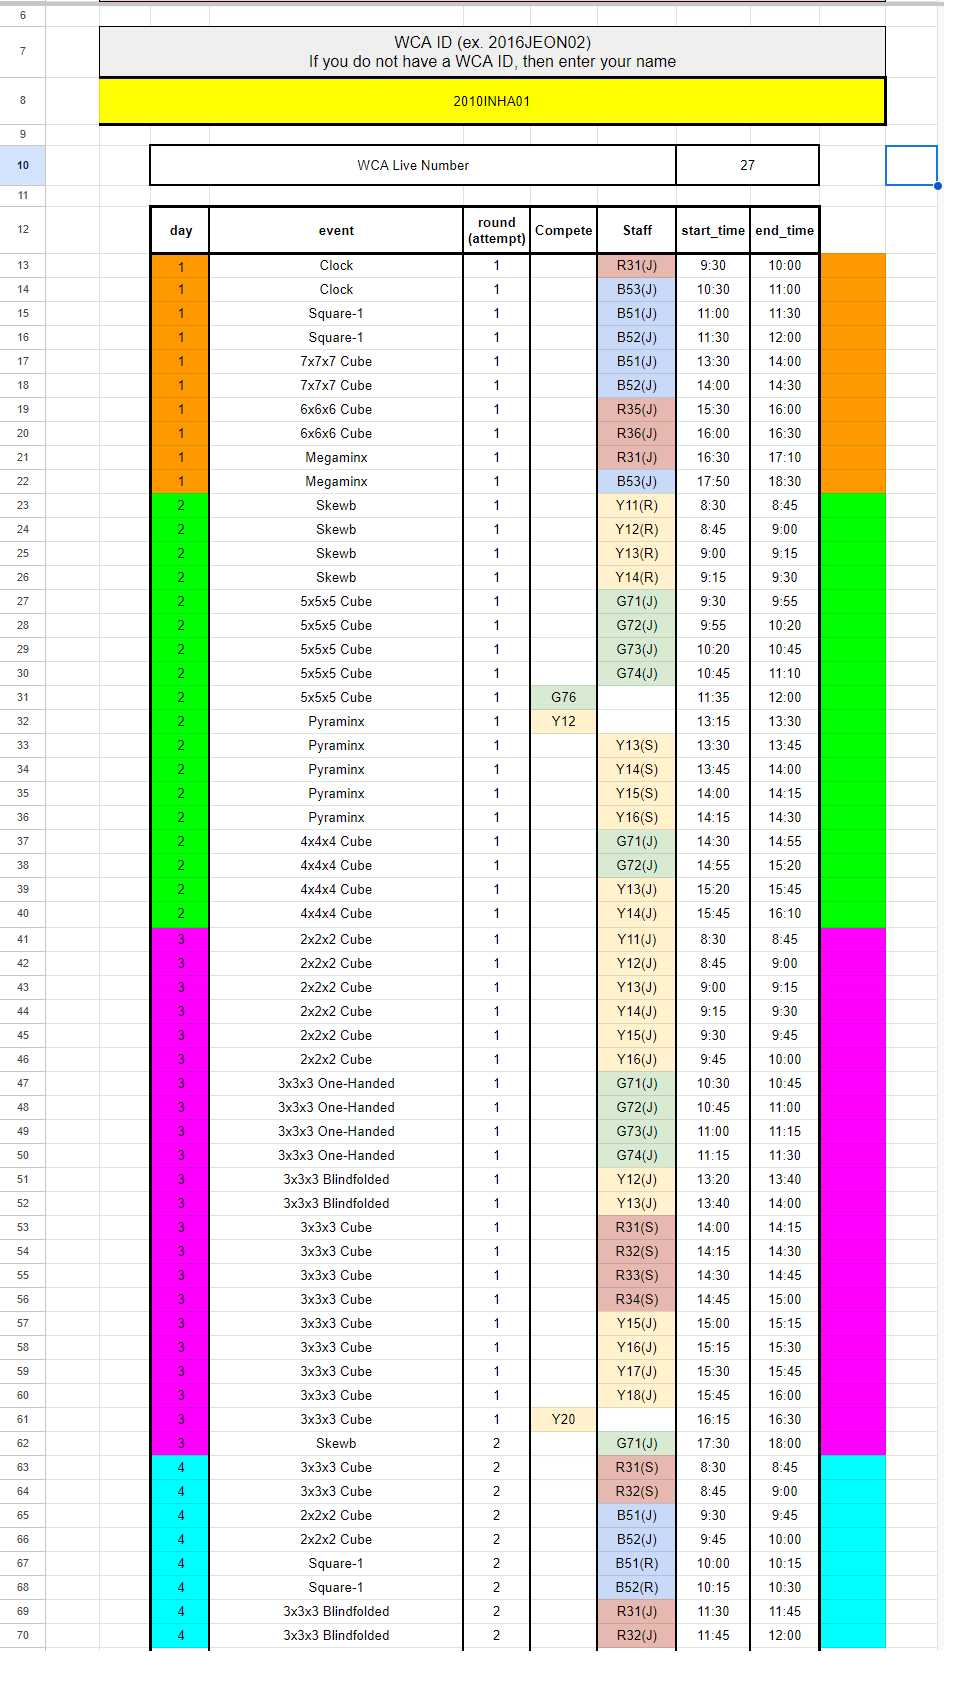 6
7 WCA ID (ex. 2016JEON02)
If you do not have a WCA ID, then enter your name
8 2010INHA01
9
10 WCA Live Number 27
11
12 day event round (attempt) Compete Staff start_time end_time
13 1 Clock 1 R31(J) 9:30 10:00
14 1 Clock 1 B53(J) 10:30 11:00
15 1 Square-1 1 B51(J) 11:00 11:30
16 1 Square-1 1 B52(J) 11:30 12:00
17 1 7x7x7 Cube 1 B51(J) 13:30 14:00
18 1 7x7x7 Cube 1 B52(J) 14:00 14:30
19 1 6x6x6 Cube 1 R35(J) 15:30 16:00
20 1 6x6x6 Cube 1 R36(J) 16:00 16:30
21 1 Megaminx 1 R31(J) 16:30 17:10
22 1 Megaminx 1 B53(J) 17:50 18:30
23 2 Skewb 1 Y11(R) 8:30 8:45
24 2 Skewb 1 Y12(R) 8:45 9:00
25 2 Skewb 1 Y13(R) 9:00 9:15
26 2 Skewb 1 Y14(R) 9:15 9:30
27 2 5x5x5 Cube 1 G71(J) 9:30 9:55
28 2 5x5x5 Cube 1 G72(J) 9:55 10:20
29 2 5x5x5 Cube 1 G73(J) 10:20 10:45
30 2 5x5x5 Cube 1 G74(J) 10:45 11:10
31 2 5x5x5 Cube 1 G76 11:35 12:00
32 2 Pyraminx 1 Y12 13:15 13:30
33 2 Pyraminx 1 Y13(S) 13:30 13:45
34 2 Pyraminx 1 Y14(S) 13:45 14:00
35 2 Pyraminx 1 Y15(S) 14:00 14:15
36 2 Pyraminx 1 Y16(S) 14:15 14:30
37 2 4x4x4 Cube 1 G71(J) 14:30 14:55
38 2 4x4x4 Cube 1 G72(J) 14:55 15:20
39 2 4x4x4 Cube 1 Y13(J) 15:20 15:45
40 2 4x4x4 Cube 1 Y14(J) 15:45 16:10
41 3 2x2x2 Cube 1 Y11(J) 8:30 8:45
42 3 2x2x2 Cube 1 Y12(J) 8:45 9:00
43 3 2x2x2 Cube 1 Y13(J) 9:00 9:15
44 3 2x2x2 Cube 1 Y14(J) 9:15 9:30
45 3 2x2x2 Cube 1 Y15(J) 9:30 9:45
46 3 2x2x2 Cube 1 Y16(J) 9:45 10:00
47 3 3x3x3 One-Handed 1 G71(J) 10:30 10:45
48 3 3x3x3 One-Handed 1 G72(J) 10:45 11:00
49 3 3x3x3 One-Handed 1 G73(J) 11:00 11:15
50 3 3x3x3 One-Handed 1 G74(J) 11:15 11:30
51 3 3x3x3 Blindfolded 1 Y12(J) 13:20 13:40
52 3 3x3x3 Blindfolded 1 Y13(J) 13:40 14:00
53 3 3x3x3 Cube 1 R31(S) 14:00 14:15
54 3 3x3x3 Cube 1 R32(S) 14:15 14:30
55 3 3x3x3 Cube 1 R33(S) 14:30 14:45
56 3 3x3x3 Cube 1 R34(S) 14:45 15:00
57 3 3x3x3 Cube 1 Y15(J) 15:00 15:15
58 3 3x3x3 Cube 1 Y16(J) 15:15 15:30
59 3 3x3x3 Cube 1 Y17(J) 15:30 15:45
60 3 3x3x3 Cube 1 Y18(J) 15:45 16:00
61 3 3x3x3 Cube 1 Y20 16:15 16:30
62 3 Skewb 2 G71(J) 17:30 18:00
63 4 3x3x3 Cube 2 R31(S) 8:30 8:45
64 4 3x3x3 Cube 2 R32(S) 8:45 9:00
65 4 2x2x2 Cube 2 B51(J) 9:30 9:45
66 4 2x2x2 Cube 2 B52(J) 9:45 10:00
67 4 Square-1 2 B51(R) 10:00 10:15
68 4 Square-1 2 B52(R) 10:15 10:30
69 4 3x3x3 Blindfolded 2 R31(J) 11:30 11:45
70 4 3x3x3 Blindfolded 2 R32(J) 11:45 12:00